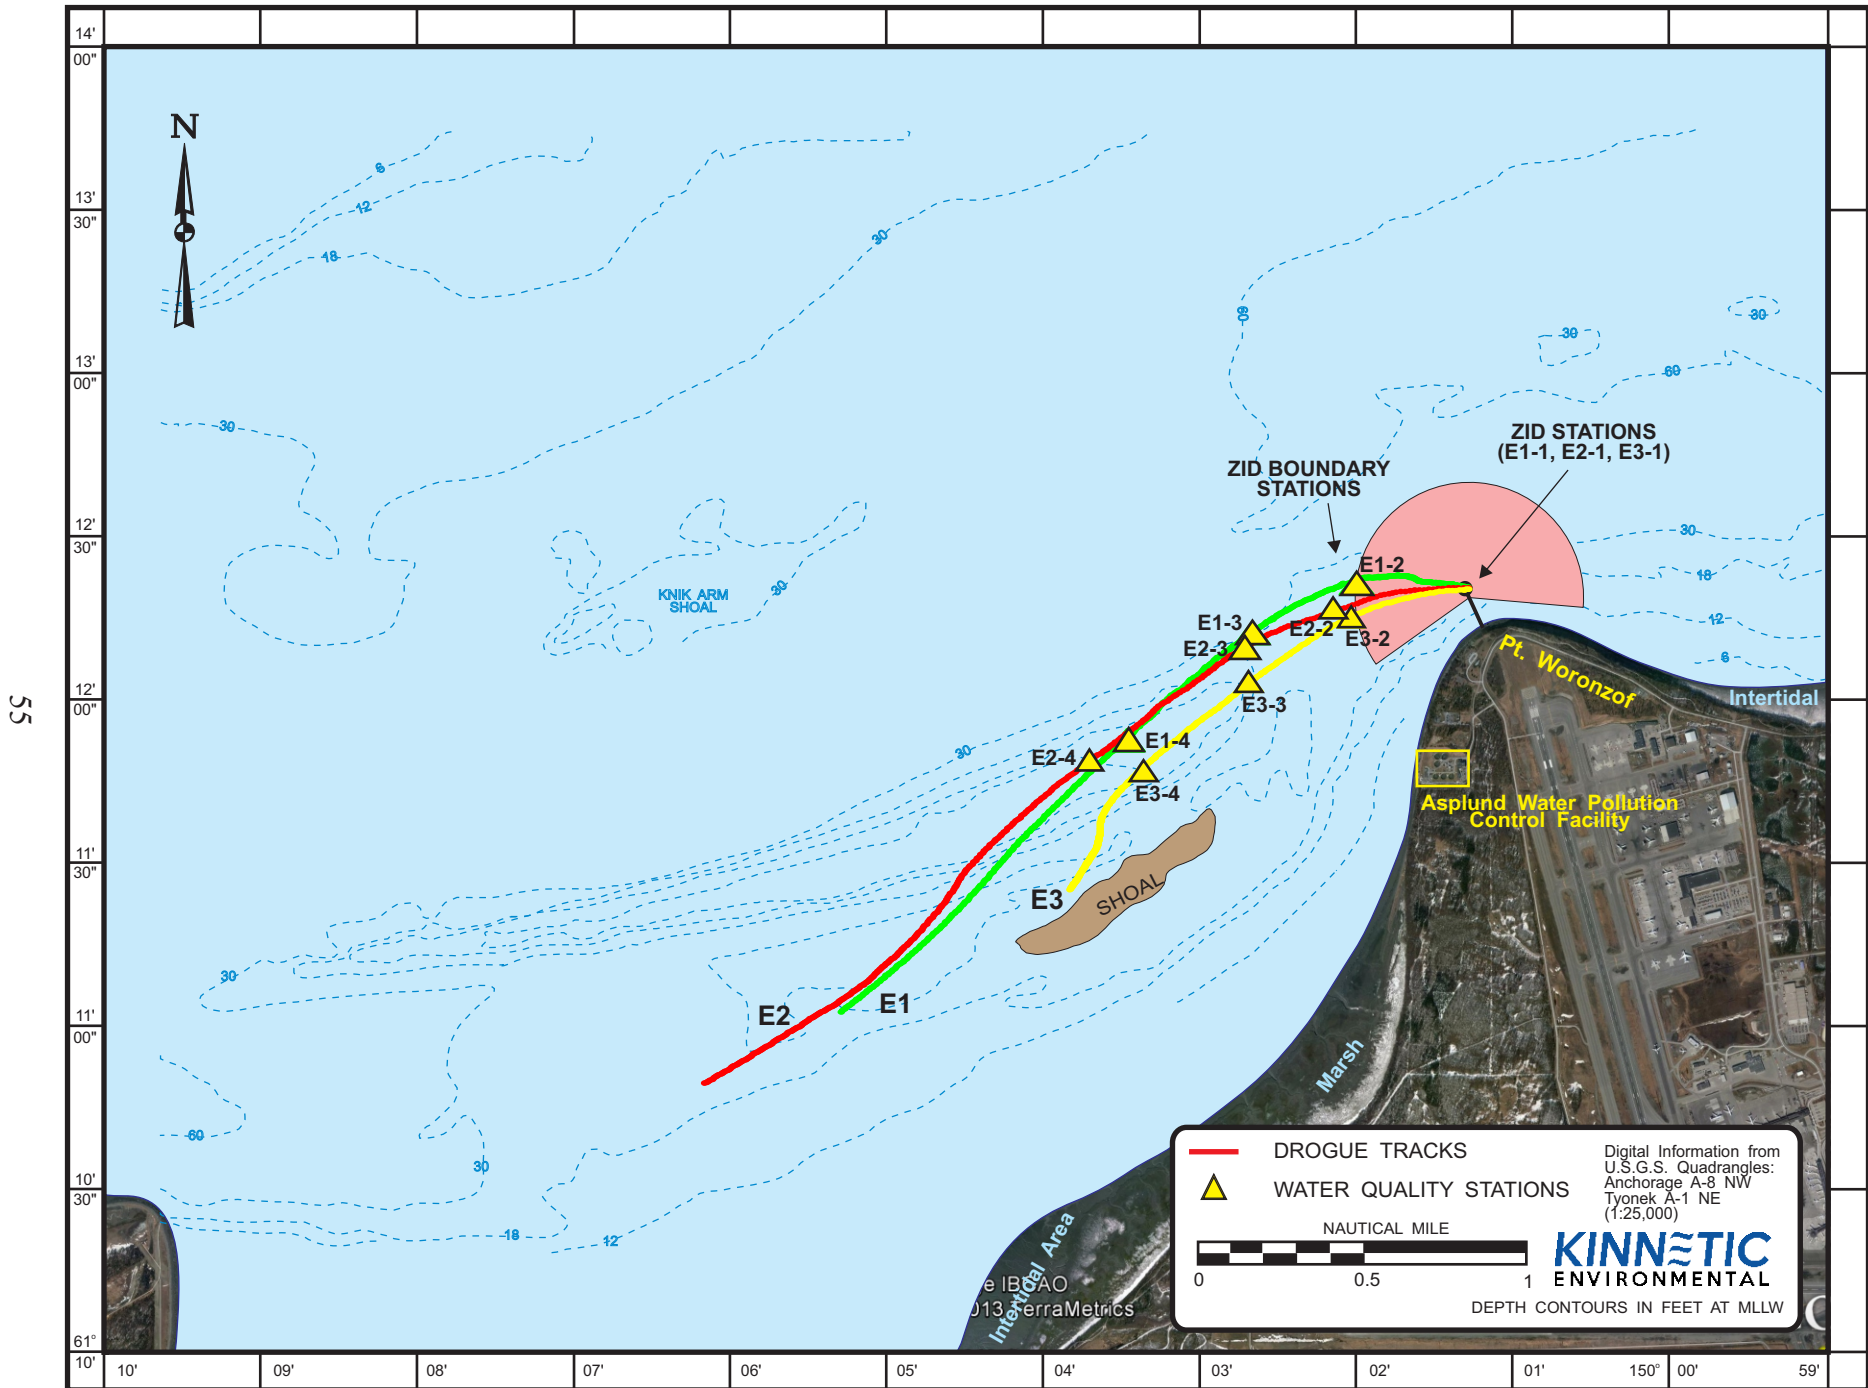 14'
00"
N
6
12
13'
30"
18
30
60
30
30
13'
00"
60
30
ZID STATIONS
(E1-1, E2-1, E3-1)
ZID BOUNDARY
STATIONS
12'
30"
30
E1-2
18
30
KNIK ARM
SHOAL
12
E1-3
E2-2
E3-2
E2-3
6
Pt. Woronzof
55
12'
00"
Intertidal
E3-3
30
E1-4
E2-4
E3-4
Asplund Water Pollution
Control Facility
11'
30"
E3
SHOAL
30
E1
E2
11'
00"
Marsh
60
30
10'
30"
18
12
DROGUE TRACKS
WATER QUALITY STATIONS
Digital Information from
U.S.G.S. Quadrangles:
Anchorage A-8 NW
Tyonek A-1 NE
(1:25,000)
NAUTICAL MILE
0 0.5 1
KINNETIC
ENVIRONMENTAL
DEPTH CONTOURS IN FEET AT MLLW
Intertidal Area
61°
10'
10' 09' 08' 07' 06' 05' 04' 03' 02' 01' 150° 00' 59'